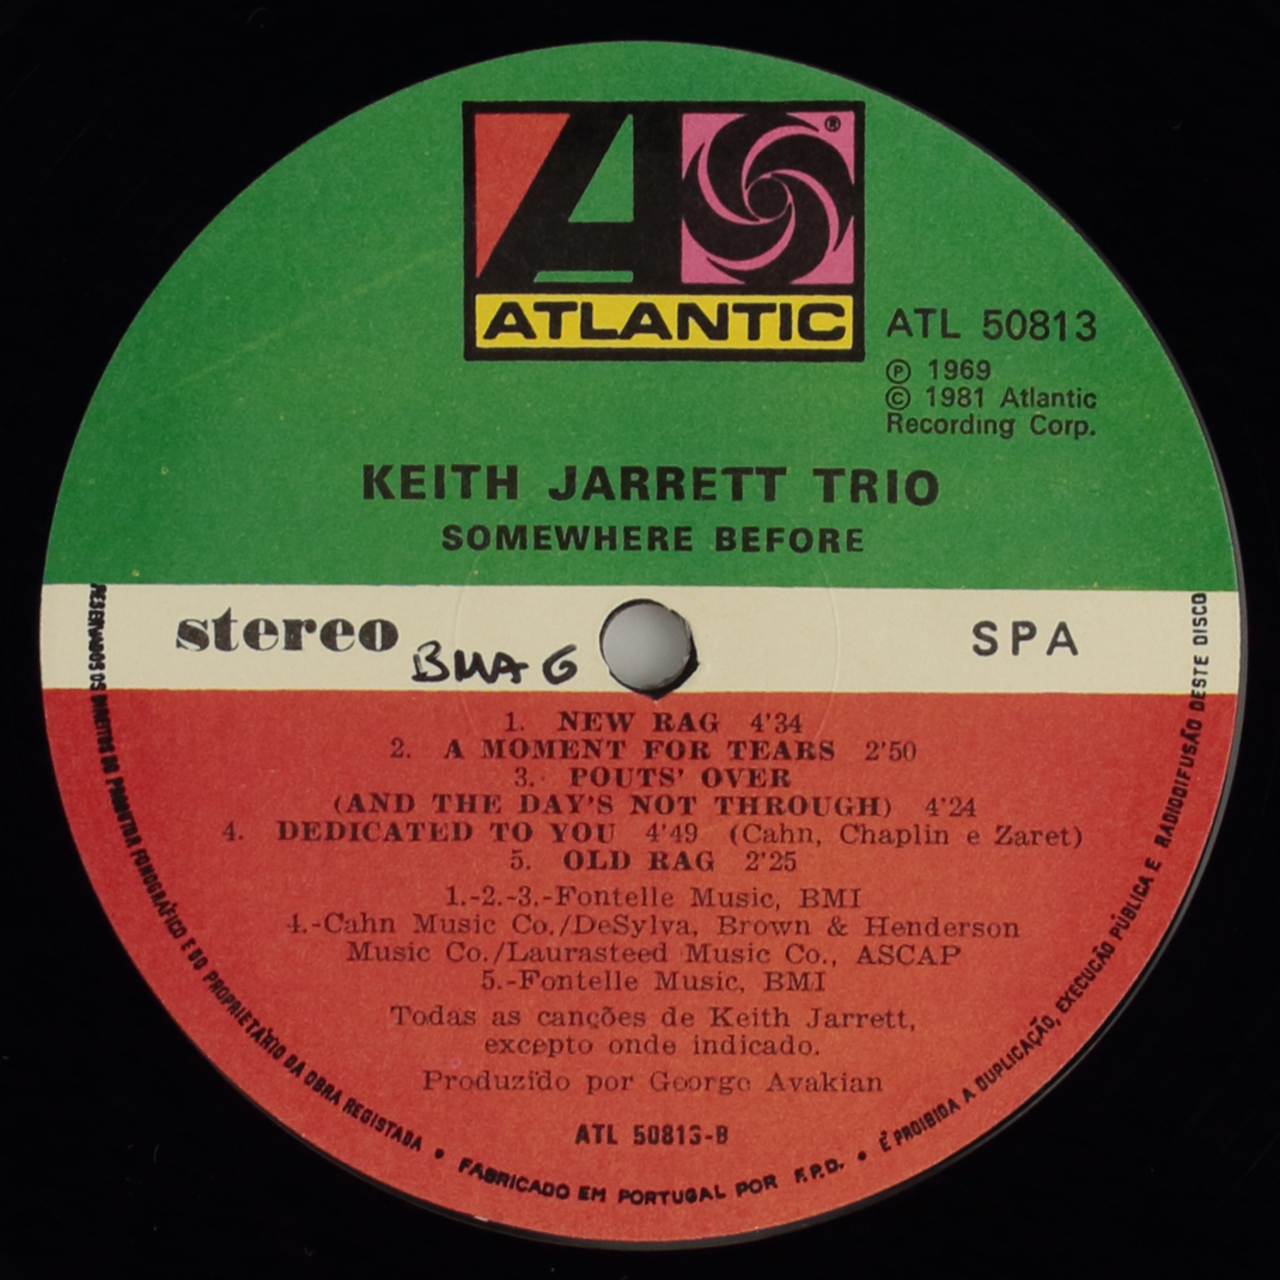 ATLANTIC
®
ATL 50813
Ⓟ 1969
© 1981 Atlantic
Recording Corp.
KEITH JARRETT TRIO
SOMEWHERE BEFORE
stereo
BMA 6
SPA
1. NEW RAG 4'34
2. A MOMENT FOR TEARS 2'50
3. POUTS' OVER
(AND THE DAY'S NOT THROUGH) 4'24
4. DEDICATED TO YOU 4'49 (Cahn, Chaplin e Zaret)
5. OLD RAG 2'25
1.-2.-3.-Fontelle Music, BMI
4.-Cahn Music Co./DeSylva, Brown & Henderson
Music Co./Laurasteed Music Co., ASCAP
5.-Fontelle Music, BMI
Todas as canções de Keith Jarrett,
excepto onde indicado.
Produzido por George Avakian
ATL 50813-B
RESERVADOS OS DIREITOS DO PRODUTOR FONOGRÁFICO E DO PROPRIETÁRIO DA OBRA REGISTADA • FABRICADO EM PORTUGAL POR F.P.D. • É PROIBIDA A DUPLICAÇÃO, EXECUÇÃO PÚBLICA E RADIODIFUSÃO DESTE DISCO